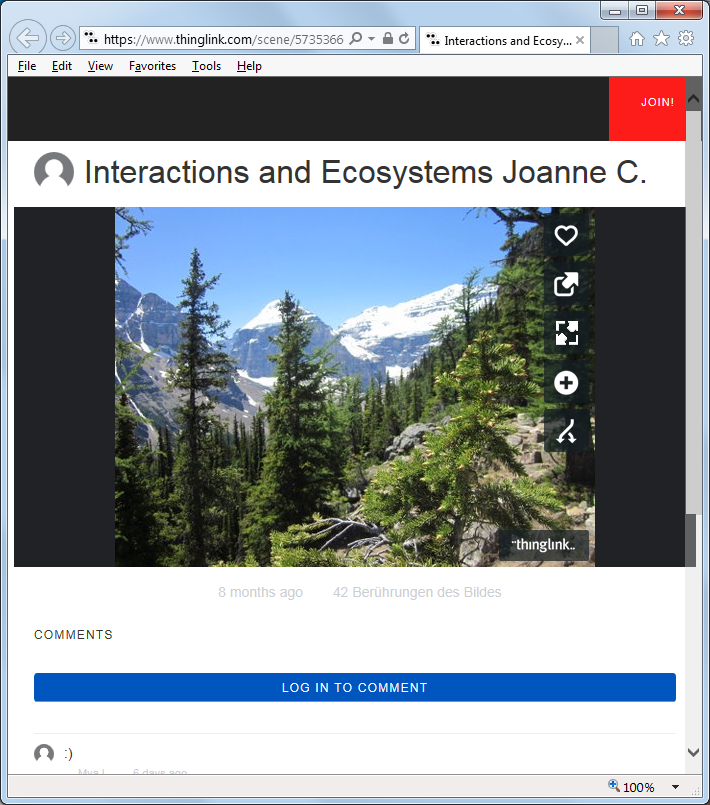 https://www.thinglink.com/scene/5735366
Interactions and Ecosy...
File Edit View Favorites Tools Help
JOIN!
Interactions and Ecosystems Joanne C.
¨thinglink..
8 months ago 42 Berührungen des Bildes
COMMENTS
LOG IN TO COMMENT
:)
6 days ago
100%